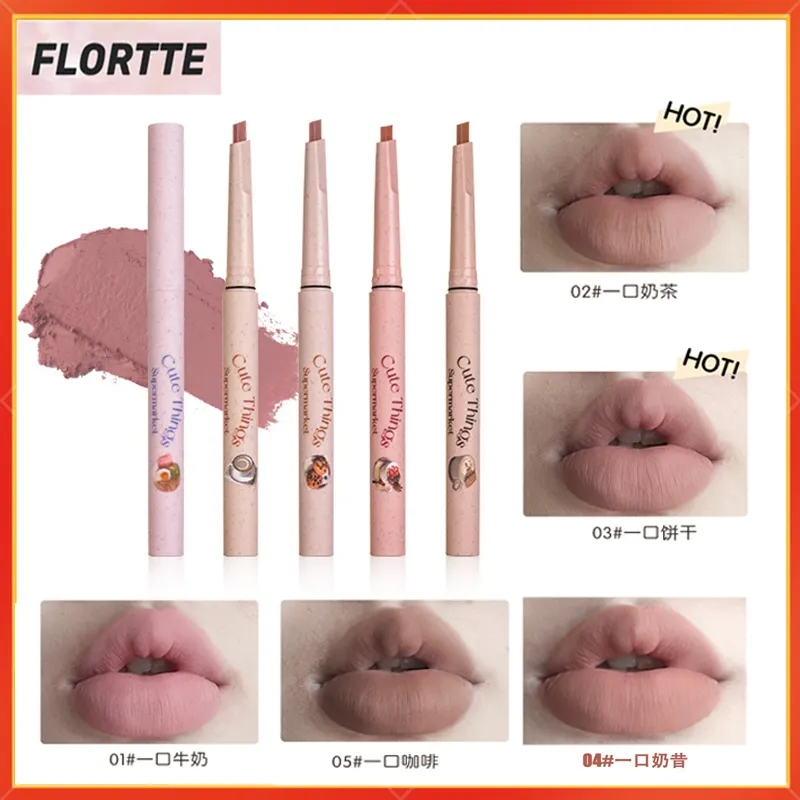 FLORTTE
HOT!
02#一口奶茶
HOT!
03#一口饼干
Cute Things
Supermarket
Cute Things
Supermarket
Cute Things
Supermarket
Cute Things
Supermarket
Cute Things
Supermarket
01#一口牛奶
05#一口咖啡
04#一口奶昔